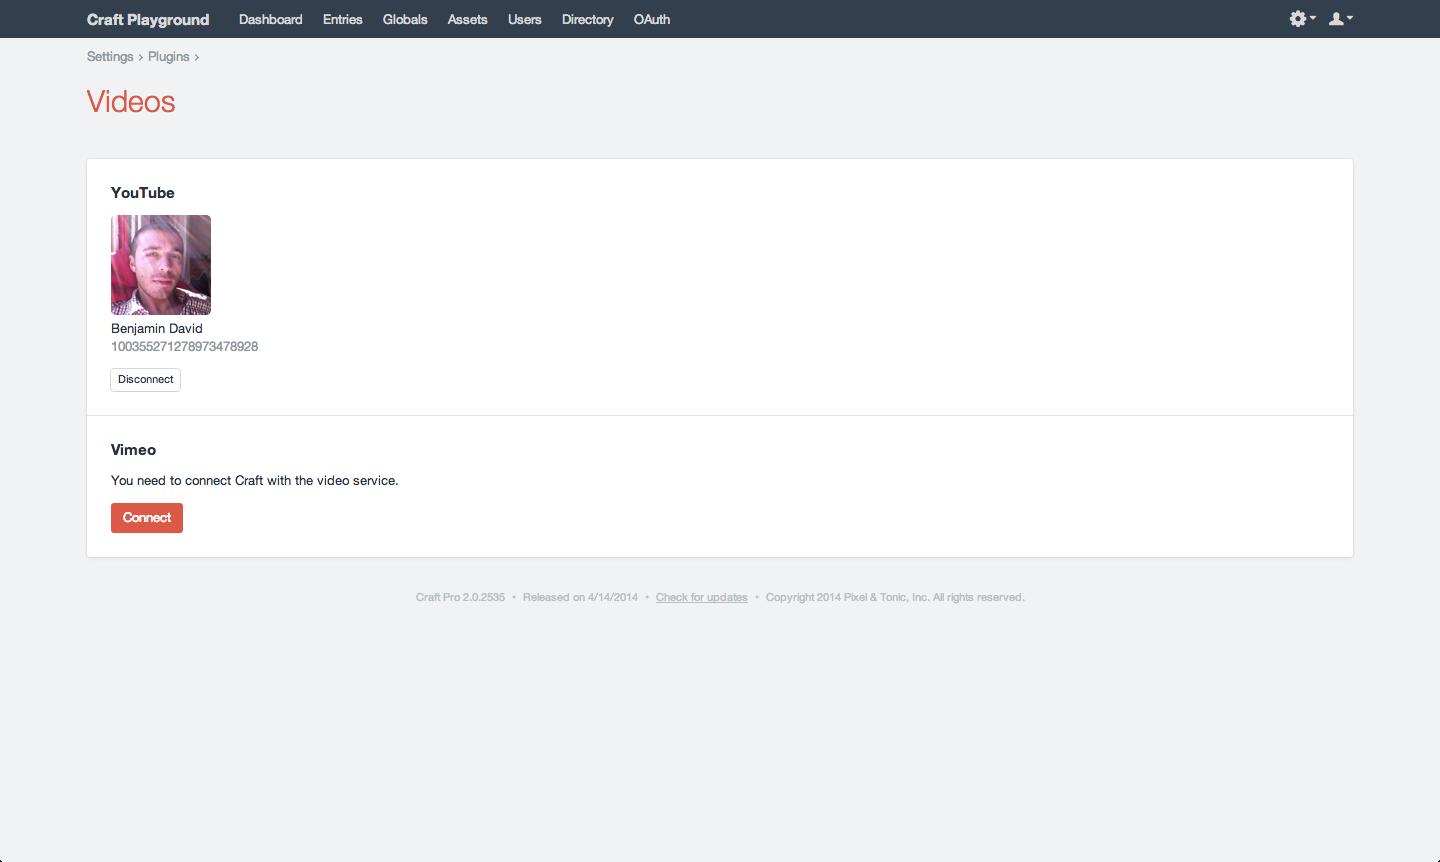 Craft Playground Dashboard Entries Globals Assets Users Directory OAuth
Settings › Plugins ›
Videos
YouTube
Benjamin David
100355271278973478928
Disconnect
Vimeo
You need to connect Craft with the video service.
Connect
Craft Pro 2.0.2535 • Released on 4/14/2014 • Check for updates • Copyright 2014 Pixel & Tonic, Inc. All rights reserved.